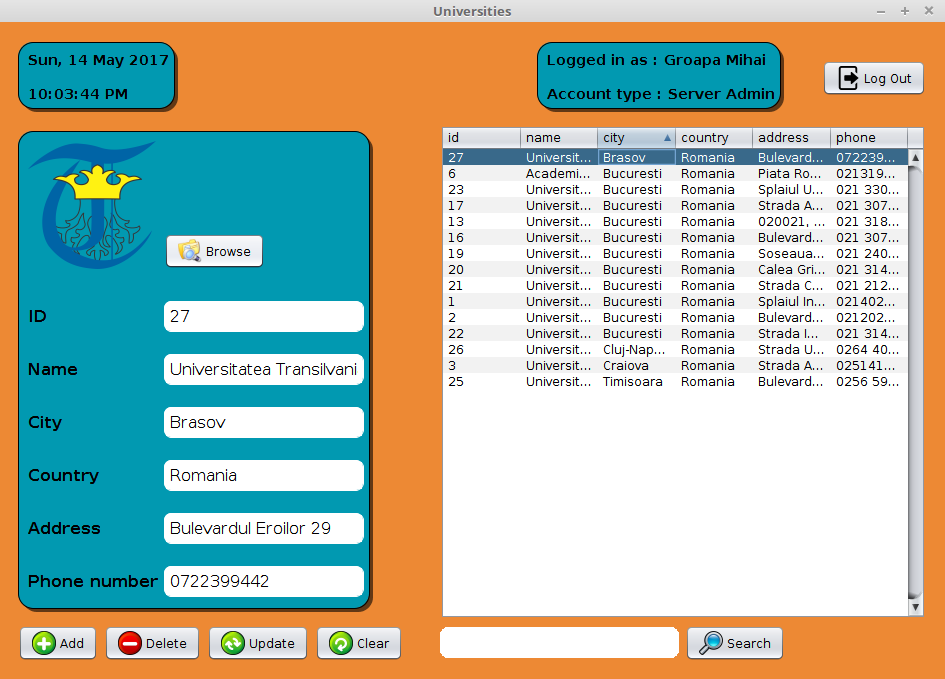 Universities
Sun, 14 May 2017
10:03:44 PM
Logged in as : Groapa Mihai
Account type : Server Admin
Log Out
Browse
ID 27
Name Universitatea Transilvani
City Brasov
Country Romania
Address Bulevardul Eroilor 29
Phone number 0722399442
Add Delete Update Clear
id name city country address phone
27 Universit... Brasov Romania Bulevard... 072239...
6 Academi... Bucuresti Romania Piata Ro... 021319...
23 Universit... Bucuresti Romania Splaiul U... 021 330...
17 Universit... Bucuresti Romania Strada A... 021 307...
13 Universit... Bucuresti Romania 020021, ... 021 318...
16 Universit... Bucuresti Romania Bulevard... 021 307...
19 Universit... Bucuresti Romania Soseaua... 021 240...
20 Universit... Bucuresti Romania Calea Gri... 021 314...
21 Universit... Bucuresti Romania Strada C... 021 212...
1 Universit... Bucuresti Romania Splaiul In... 021402...
2 Universit... Bucuresti Romania Bulevard... 021202...
22 Universit... Bucuresti Romania Strada I... 021 314...
26 Universit... Cluj-Nap... Romania Strada U... 0264 40...
3 Universit... Craiova Romania Strada A... 025141...
25 Universit... Timisoara Romania Bulevard... 0256 59...
Search